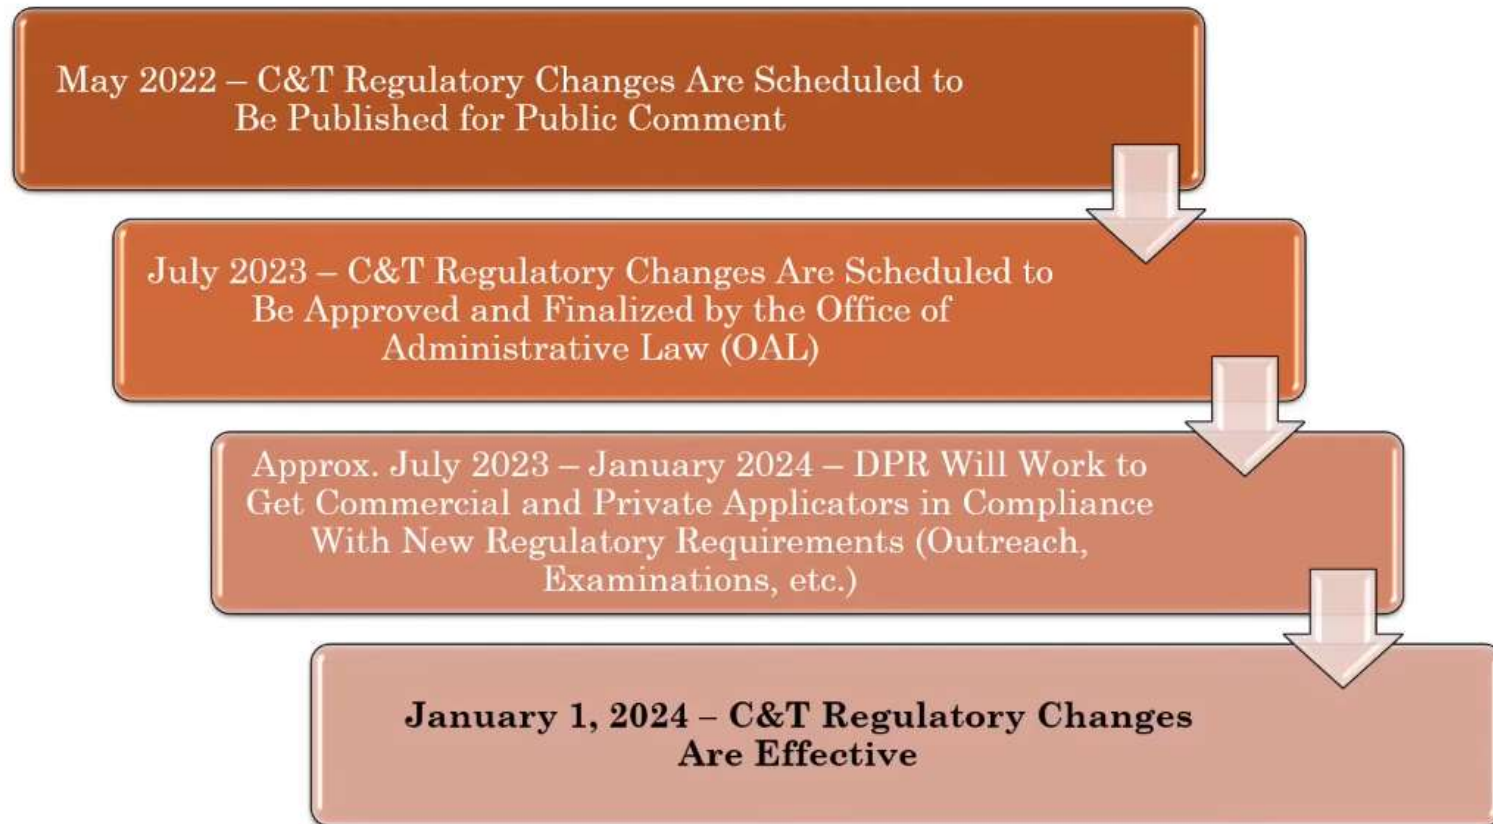 May 2022 – C&T Regulatory Changes Are Scheduled to
Be Published for Public Comment
July 2023 – C&T Regulatory Changes Are Scheduled to
Be Approved and Finalized by the Office of
Administrative Law (OAL)
Approx. July 2023 – January 2024 – DPR Will Work to
Get Commercial and Private Applicators in Compliance
With New Regulatory Requirements (Outreach,
Examinations, etc.)
January 1, 2024 – C&T Regulatory Changes
Are Effective